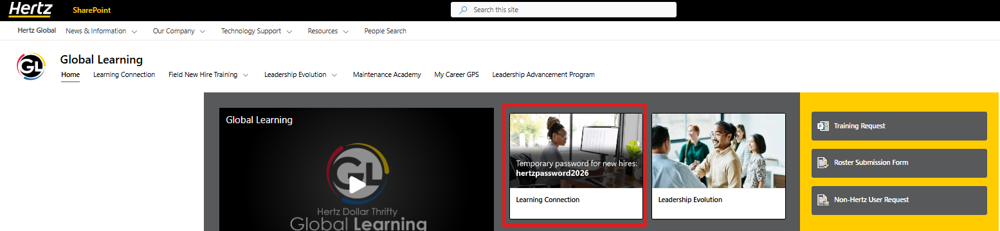 Hertz
SharePoint
Search this site
Hertz Global
News & Information
Our Company
Technology Support
Resources
People Search
GL
Global Learning
Home
Learning Connection
Field New Hire Training
Leadership Evolution
Maintenance Academy
My Career GPS
Leadership Advancement Program
Global Learning
GL
Hertz Dollar Thrifty
Global Learning
Temporary password for new hires:
hertzpassword2026
Learning Connection
Leadership Evolution
Training Request
Roster Submission Form
Non-Hertz User Request